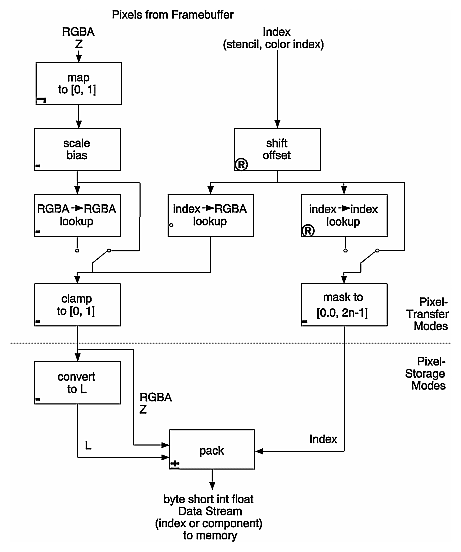 Pixels from Framebuffer
RGBA
Z
Index
(stencil, color index)
map
to [0, 1]
scale
bias
shift
offset
®
RGBA→RGBA
lookup
index→RGBA
lookup
index→index
lookup
®
clamp
to [0, 1]
mask to
[0.0, 2n-1]
Pixel-
Transfer
Modes
Pixel-
Storage
Modes
convert
to L
RGBA
Z
L
pack
Index
byte short int float
Data Stream
(index or component)
to memory